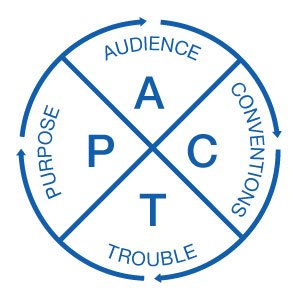 AUDIENCE
A
PURPOSE
P
C
CONVENTIONS
T
TROUBLE